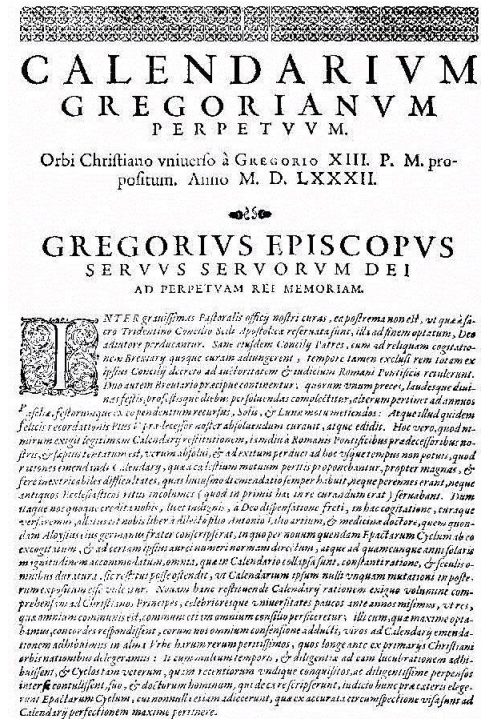 CALENDARIVM
GREGORIANVM
PERPETVVM.
Orbi Christiano vniuerso à GREGORIO XIII. P. M. pro-
positum. Anno M. D. LXXXII.
GREGORIVS EPISCOPVS
SERVVS SERVORVM DEI
AD PERPETVAM REI MEMORIAM.
INTER grauissimas Pastoralis officij nostri curas, ea postrema non est, vt quæ à sa-
cro Tridentino Concilio Sedi Apostolicæ reseruata sunt, illa ad finem optatum, Deo
adiutore perducantur. Sane eiusdem Concilij Patres, cum ad reliquam cogitatio-
nem Breuiarij quoque curam adiungerent, tempore tamen exclusi rem totam ex
ipsius Concilij decreto ad auctoritatem & iudicium Romani Pontificis retulerunt.
Duo autem Breuiario præcipue continentur, quorum vnum preces, laudesque diui-
nas festis, profestisque diebus persoluendas complectitur, alterum pertinet ad annuos
Paschæ, festorumque ex eo pendentium recursus, Solis, & Lunæ motu metiendos. Atque illud quidem
felicis recordationis Pius V. prædecessor noster absoluendum curauit, atque edidit. Hoc vero, quod ni-
mirum exigit legitimam Calendarij restitutionem, iamdiu à Romanis Pontificibus prædecessoribus no-
stris, & sæpius tentatum est, verum absolui, & ad exitum perduci ad hoc vsque tempus non potuit, quod
rationes emendandi Calendarij, quæ à cælestium motuum peritis proponebantur, propter magnas, &
fere inextricabiles difficultates, quas huiusmodi emendatio semper habuit, neque perennes erant, neque
antiquos Ecclesiasticos ritus incolumes (quod in primis hac in re curandum erat) seruabant. Dum
itaque nos quoque credita nobis, licet indignis, à Deo dispensatione freti, in hac cogitatione, curaque
versaremur, allatus est nobis liber à dilecto filio Antonio Lilio artium, & medicinæ doctore, quem quon-
dam Aloysius eius germanus frater conscripserat, in quo per nouum quendam Epactarum Cyclum ab eo
excogitatum, & ad certam ipsius aurei numeri normam directum, atque ad quamcunque anni solaris
magnitudinem accommodatum, omnia, quæ in Calendario collapsa sunt, constanti ratione, & sæculis o-
mnibus duratura, sic restitui posse ostendit, vt Calendarium ipsum nulli vnquam mutationi in poste-
rum expositum esse videatur. Nouam hanc restituendi Calendarij rationem exiguo volumine com-
prehensam ad Christianos Principes, celebrioresque vniuersitates paucos ante annos misimus, vt res,
quæ omnium communis est, communi etiam omnium consilio perficeretur. illi cum, quæ maxime opta-
bamus, concordes respondissent, eorum nos omnium consensione adducti, viros ad Calendarij emenda-
tionem adhibuimus in alma Vrbe harum rerum peritissimos, quos longe ante ex primarijs Christiani
orbis nationibus delegeramus. Ii cum multum temporis, & diligentiæ ad eam lucubrationem adhi-
buissent, & Cyclos tam veterum, quam recentiorum vndique conquisitos, ac diligentissime perpensos
inter se contulissent, suo, & doctorum hominum, qui de ea re scripserunt, iudicio hunc præ cæteris elege-
runt Epactarum Cyclum, cui nonnulla etiam adiecerunt, quæ ex accurata circumspectione visa sunt ad
Calendarij perfectionem maxime pertinere.